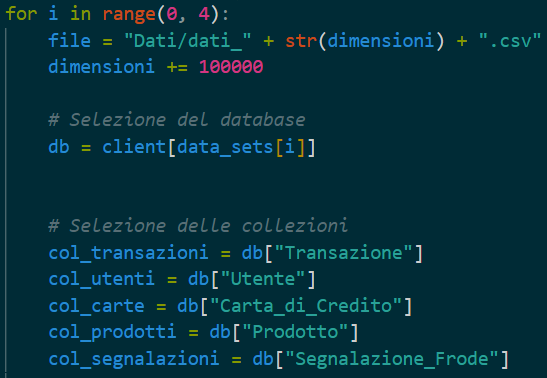 for i in range(0, 4):
file = "Dati/dati_" + str(dimensioni) + ".csv"
dimensioni += 100000
# Selezione del database
db = client[data_sets[i]]
# Selezione delle collezioni
col_transazioni = db["Transazione"]
col_utenti = db["Utente"]
col_carte = db["Carta_di_Credito"]
col_prodotti = db["Prodotto"]
col_segnalazioni = db["Segnalazione_Frode"]